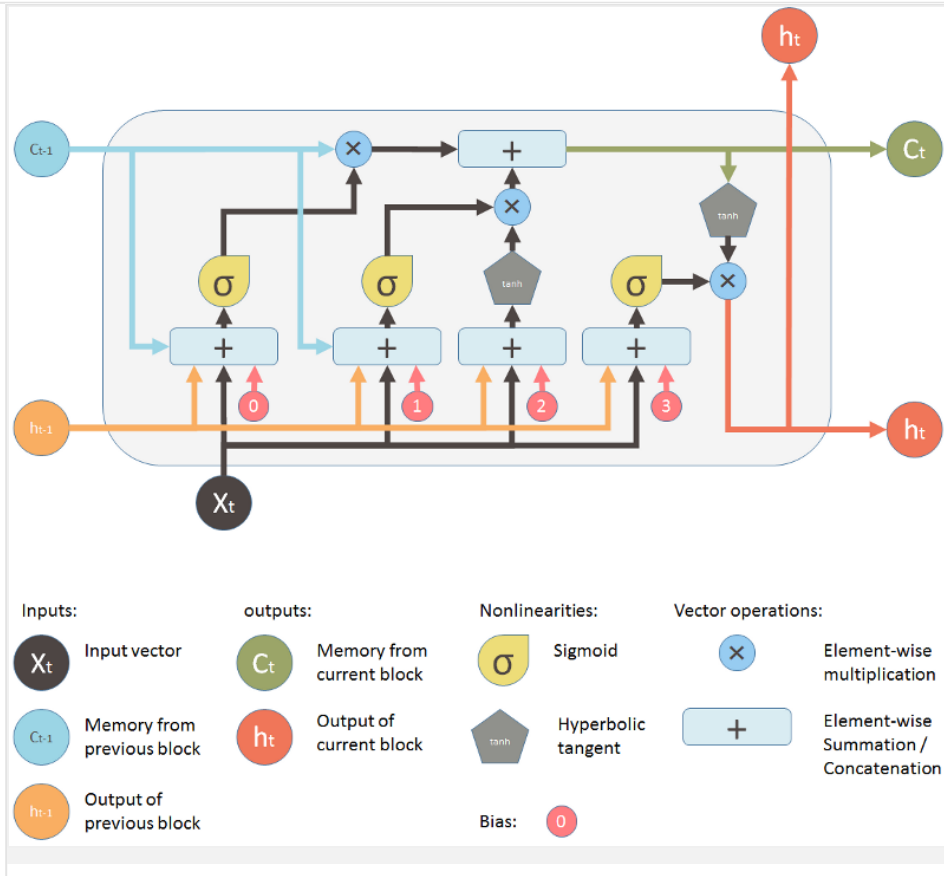 ht
Ct-1
×
+
Ct
×
tanh
σ
σ
tanh
σ
×
+
+
+
+
0
1
2
3
ht-1
ht
Xt
Inputs:
outputs:
Nonlinearities:
Vector operations:
Xt
Input vector
Ct
Memory from
current block
σ
Sigmoid
×
Element-wise
multiplication
Ct-1
Memory from
previous block
ht
Output of
current block
tanh
Hyperbolic
tangent
+
Element-wise
Summation /
Concatenation
ht-1
Output of
previous block
Bias:
0